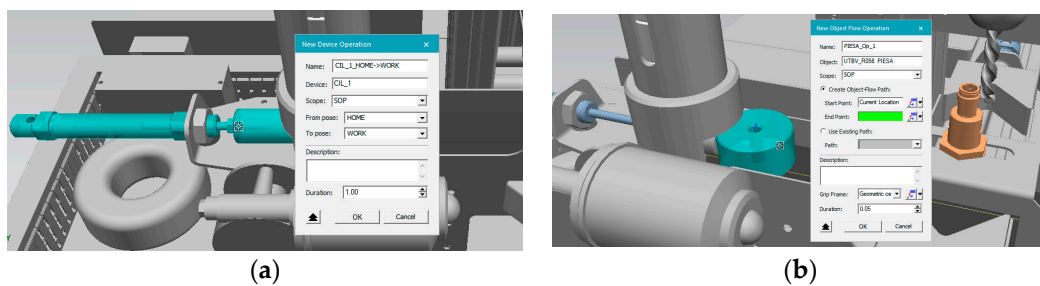 New Device Operation ×
Name: CIL_1_HOME->WORK
Device: CIL_1
Scope: SOP
From pose: HOME
To pose: WORK
Description:
Duration: 1.00
OK Cancel
Y
(a)
New Object Flow Operation ×
Name: PIESA_Op_1
Object: UTBV_R058 PIESA
Scope: SOP
Create Object-Flow Path:
Start Point: Current Location
End Point:
Use Existing Path:
Path:
Description:
Grip Frame: Geometric ce
Duration: 0.05
OK Cancel
(b)